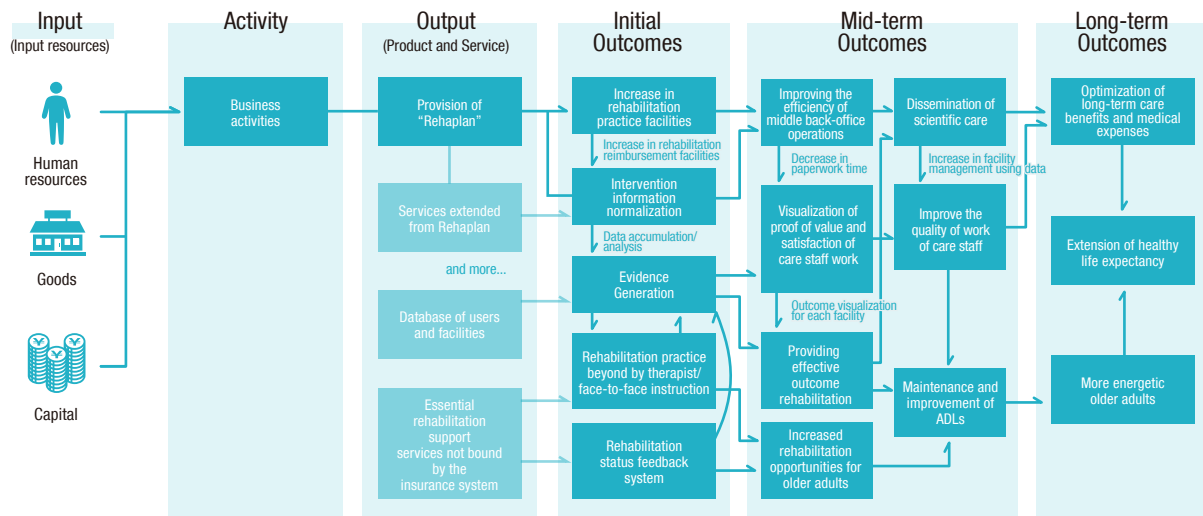 Input
(Input resources)
Human
resources
Goods
Capital
Activity
Business
activities
Output
(Product and Service)
Provision of
“Rehaplan”
Services extended
from Rehaplan
and more...
Database of users
and facilities
Essential
rehabilitation
support
services not bound
by the
insurance system
Initial
Outcomes
Increase in
rehabilitation
practice facilities
Increase in rehabilitation
reimbursement facilities
Intervention
information
normalization
Data accumulation/
analysis
Evidence
Generation
Rehabilitation practice
beyond by therapist/
face-to-face instruction
Rehabilitation
status feedback
system
Mid-term
Outcomes
Improving the
efficiency of
middle back-office
operations
Decrease in
paperwork time
Visualization of
proof of value and
satisfaction of
care staff work
Outcome visualization
for each facility
Providing
effective
outcome
rehabilitation
Increased
rehabilitation
opportunities for
older adults
Dissemination of
scientific care
Increase in facility
management using data
Improve the
quality of work
of care staff
Maintenance and
improvement of
ADLs
Long-term
Outcomes
Optimization of
long-term care
benefits and medical
expenses
Extension of healthy
life expectancy
More energetic
older adults